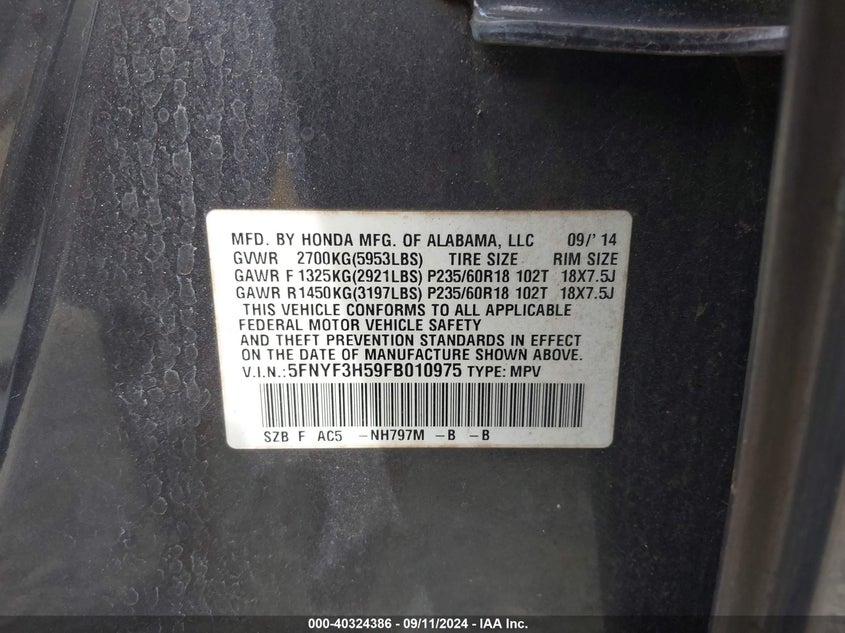 MFD. BY HONDA MFG. OF ALABAMA, LLC 09/' 14
GVWR 2700KG(5953LBS) TIRE SIZE RIM SIZE
GAWR F 1325KG(2921LBS) P235/60R18 102T 18X7.5J
GAWR R1450KG(3197LBS) P235/60R18 102T 18X7.5J
THIS VEHICLE CONFORMS TO ALL APPLICABLE
FEDERAL MOTOR VEHICLE SAFETY
AND THEFT PREVENTION STANDARDS IN EFFECT
ON THE DATE OF MANUFACTURE SHOWN ABOVE.
V.I.N.: 5FNYF3H59FB010975 TYPE: MPV
SZB F AC5 -NH797M -B -B
000-40324386 - 09/11/2024 - IAA Inc.